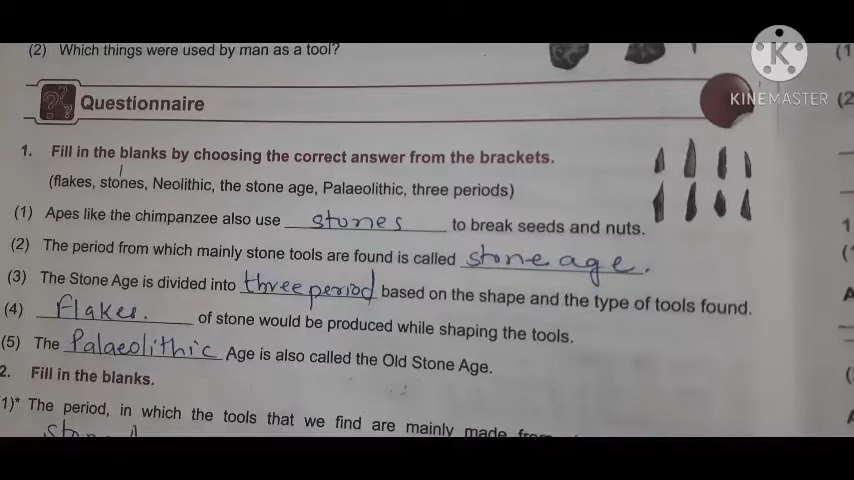 (2) Which things were used by man as a tool?
KINEMASTER
Questionnaire
1. Fill in the blanks by choosing the correct answer from the brackets.
(flakes, stones, Neolithic, the stone age, Palaeolithic, three periods)
(1) Apes like the chimpanzee also use stones to break seeds and nuts.
(2) The period from which mainly stone tools are found is called stone age.
(3) The Stone Age is divided into three period based on the shape and the type of tools found.
(4) flakes. of stone would be produced while shaping the tools.
(5) The Palaeolithic Age is also called the Old Stone Age.
2. Fill in the blanks.
1)* The period, in which the tools that we find are mainly made from